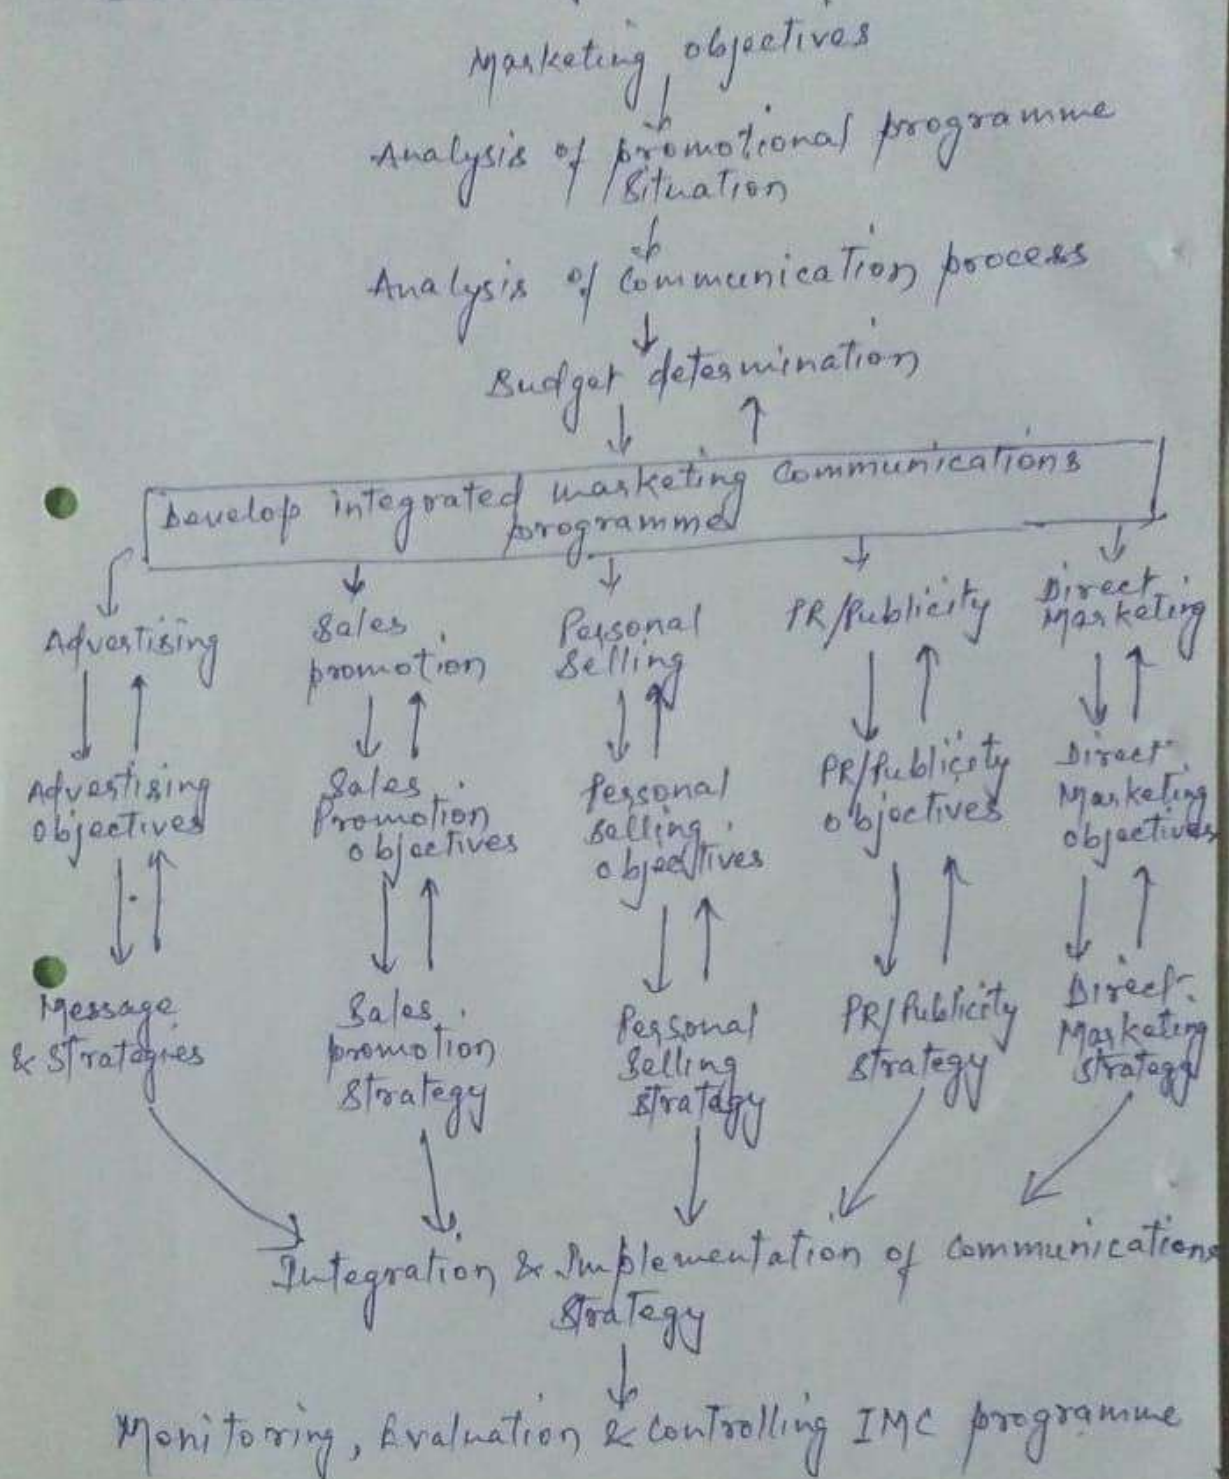 Marketing objectives
Analysis of promotional programme
Situation
Analysis of Communication process
Budget determination
Develop integrated marketing Communications
programme
Advertising
Sales
promotion
Personal
Selling
PR/Publicity
Direct
Marketing
Advertising
objectives
Sales
Promotion
objectives
Personal
Selling
objectives
PR/Publicity
objectives
Direct
Marketing
objectives
Message
& Strategies
Sales
promotion
Strategy
Personal
Selling
Strategy
PR/Publicity
Strategy
Direct
Marketing
Strategy
Integration & Implementation of Communications
Strategy
Monitoring, Evaluation & Controlling IMC programme